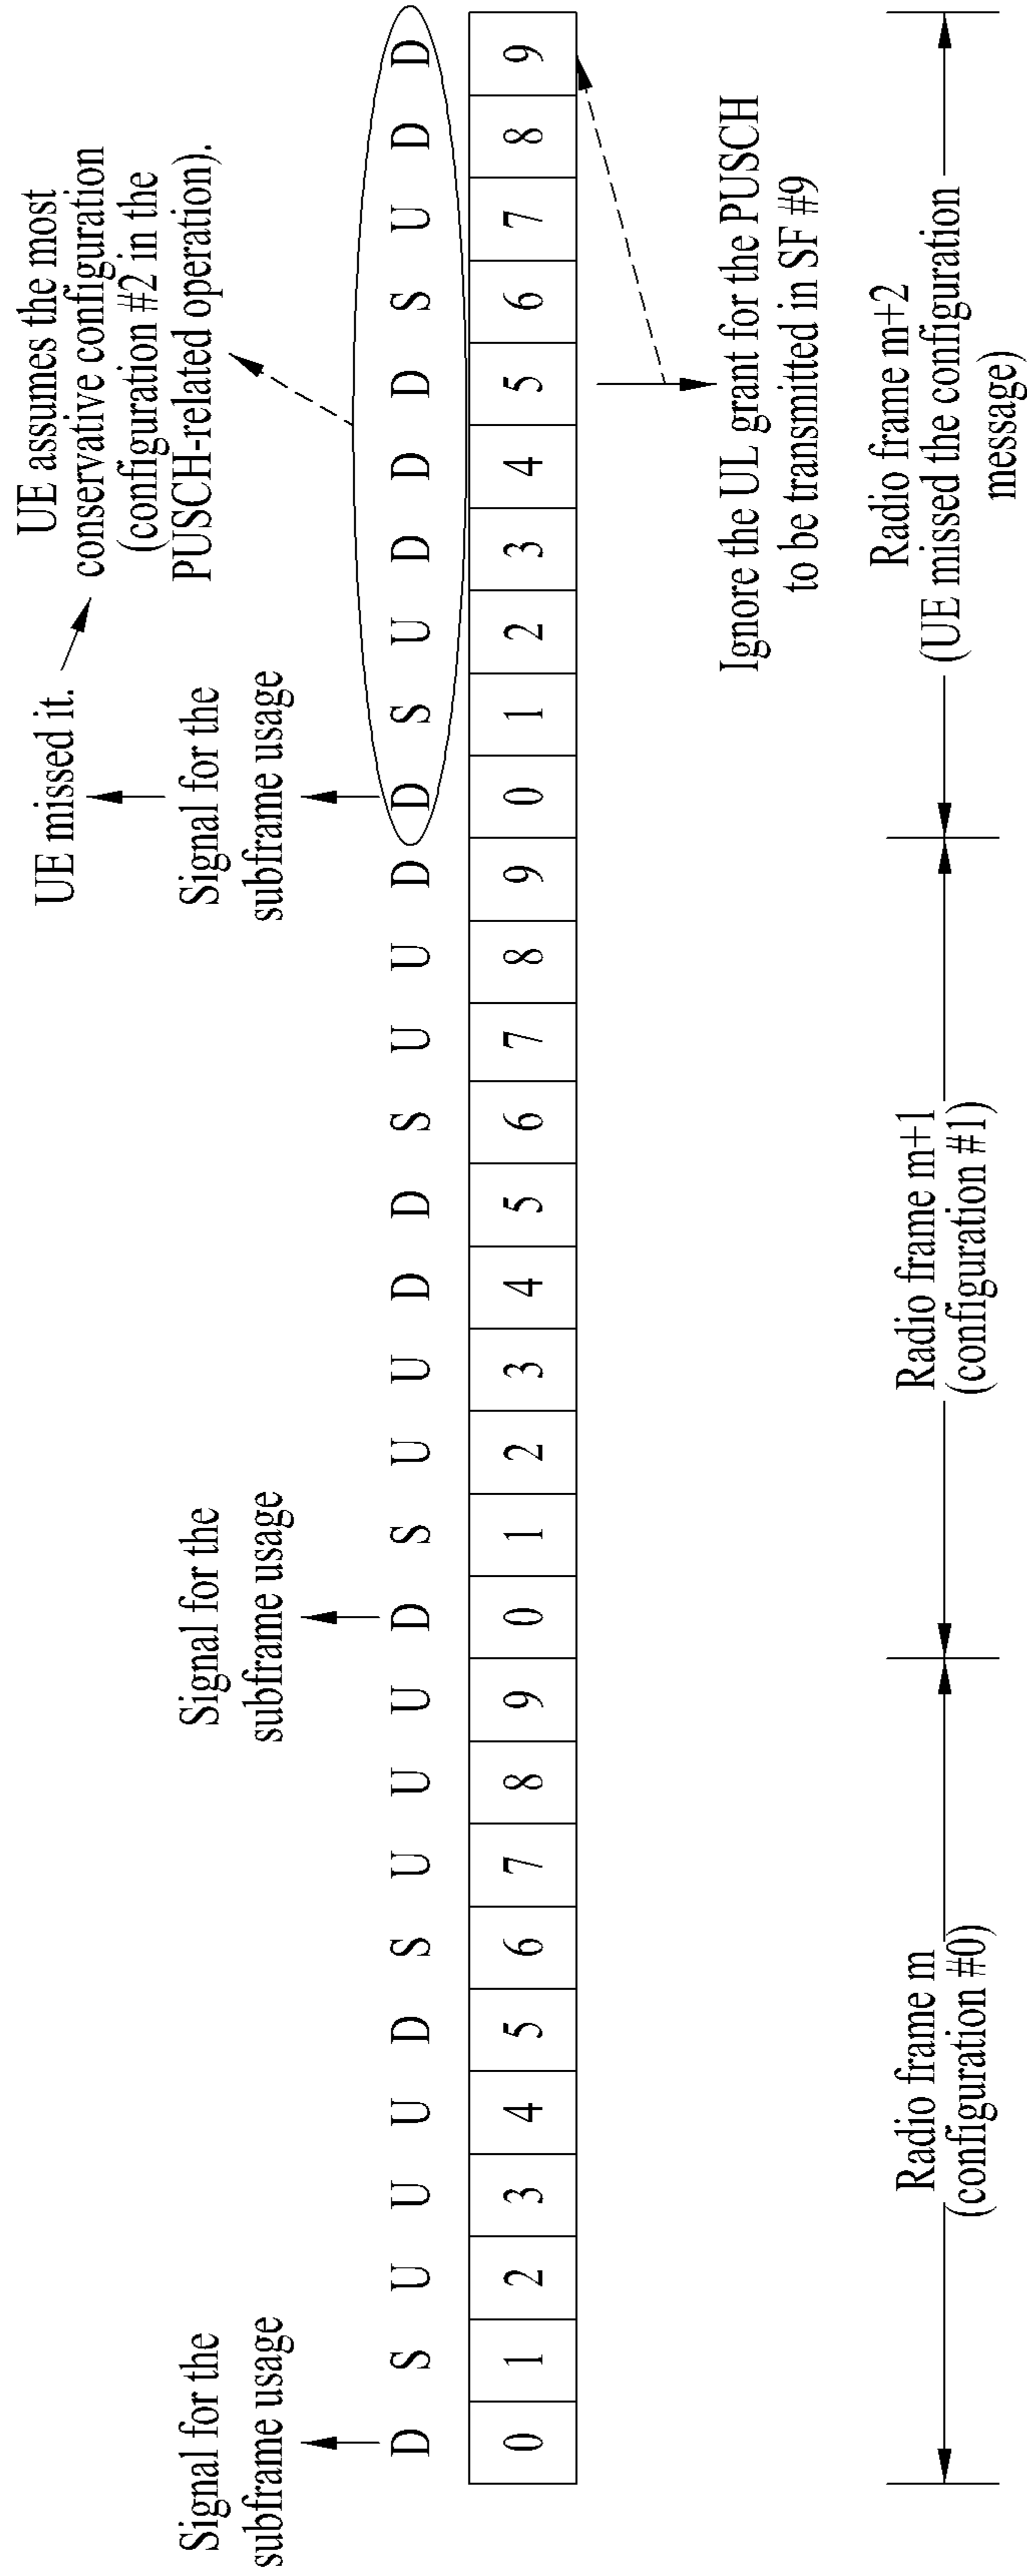 UE missed it.
UE assumes the most
conservative configuration
(configuration #2 in the
PUSCH-related operation).
Signal for the
subframe usage
Signal for the
subframe usage
Signal for the
subframe usage
D S U U U D S U U U D S U U D D S U U D D S U D D D S U D D
0 1 2 3 4 5 6 7 8 9 0 1 2 3 4 5 6 7 8 9 0 1 2 3 4 5 6 7 8 9
Ignore the UL grant for the PUSCH
to be transmitted in SF #9
Radio frame m
(configuration #0)
Radio frame m+1
(configuration #1)
Radio frame m+2
(UE missed the configuration
message)